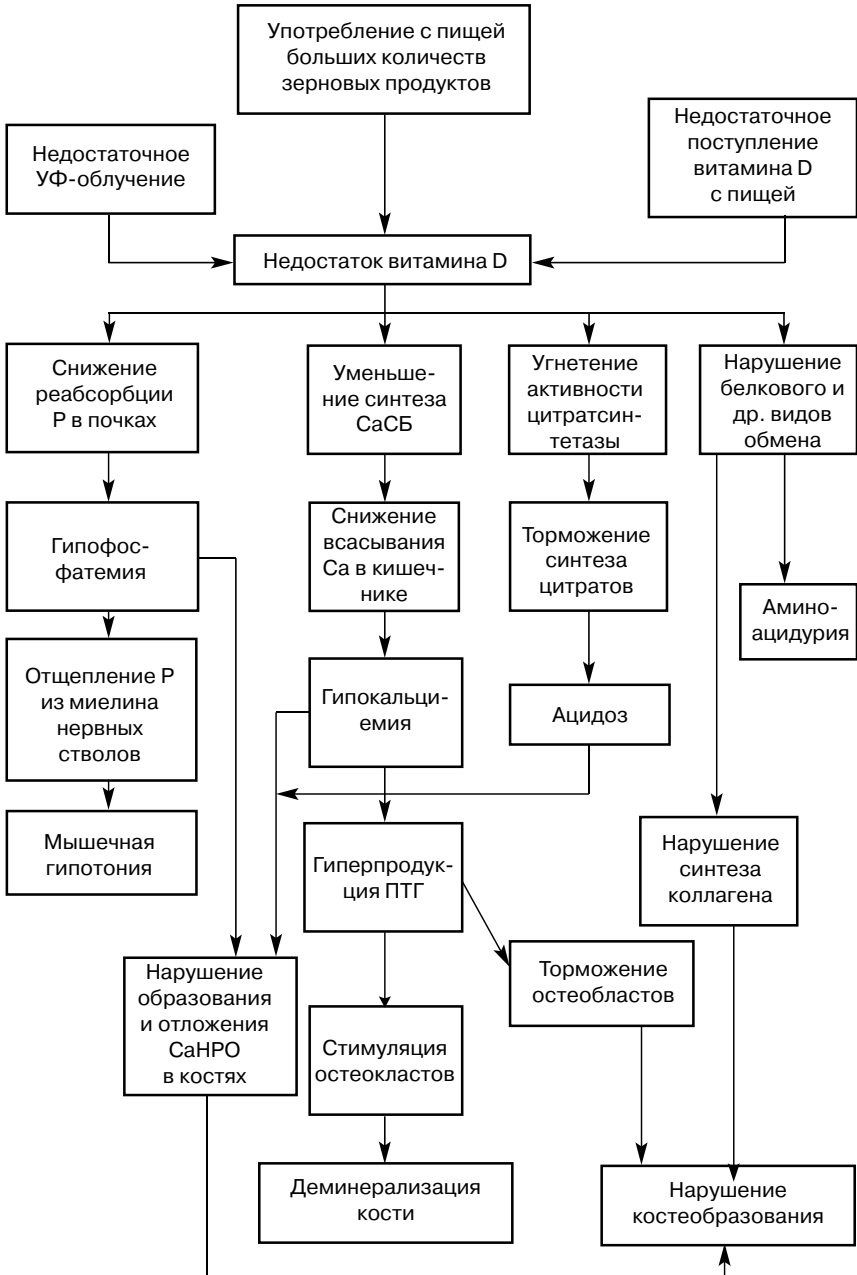 Употребление с пищей
больших количеств
зерновых продуктов
Недостаточное
УФ-облучение
Недостаточное
поступление
витамина D
с пищей
Недостаток витамина D
Снижение
реабсорбции
P в почках
Уменьше-
ние синтеза
СаСБ
Угнетение
активности
цитратсин-
тетазы
Нарушение
белкового и
др. видов
обмена
Гипофос-
фатемия
Снижение
всасывания
Ca в кишеч-
нике
Торможение
синтеза
цитратов
Амино-
ацидурия
Отщепление P
из миелина
нервных
стволов
Гипокальци-
емия
Ацидоз
Мышечная
гипотония
Гиперпродук-
ция ПТГ
Нарушение
синтеза
коллагена
Нарушение
образования
и отложения
CaHPO
в костях
Торможение
остеобластов
Стимуляция
остеокластов
Деминерализация
кости
Нарушение
костеобразования